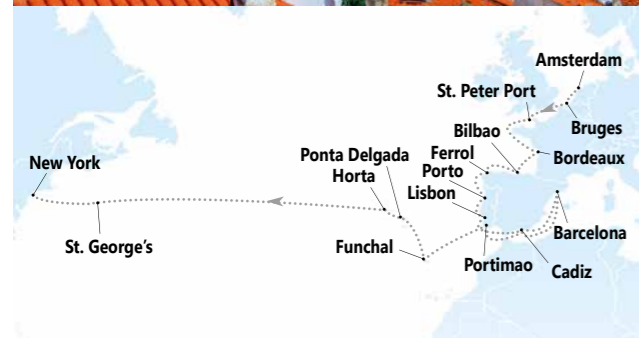 Amsterdam
St. Peter Port
Bruges
Bilbao
Bordeaux
Ferrol
Ponta Delgada
Porto
New York
Horta
Lisbon
Barcelona
St. George’s
Funchal
Portimao
Cadiz